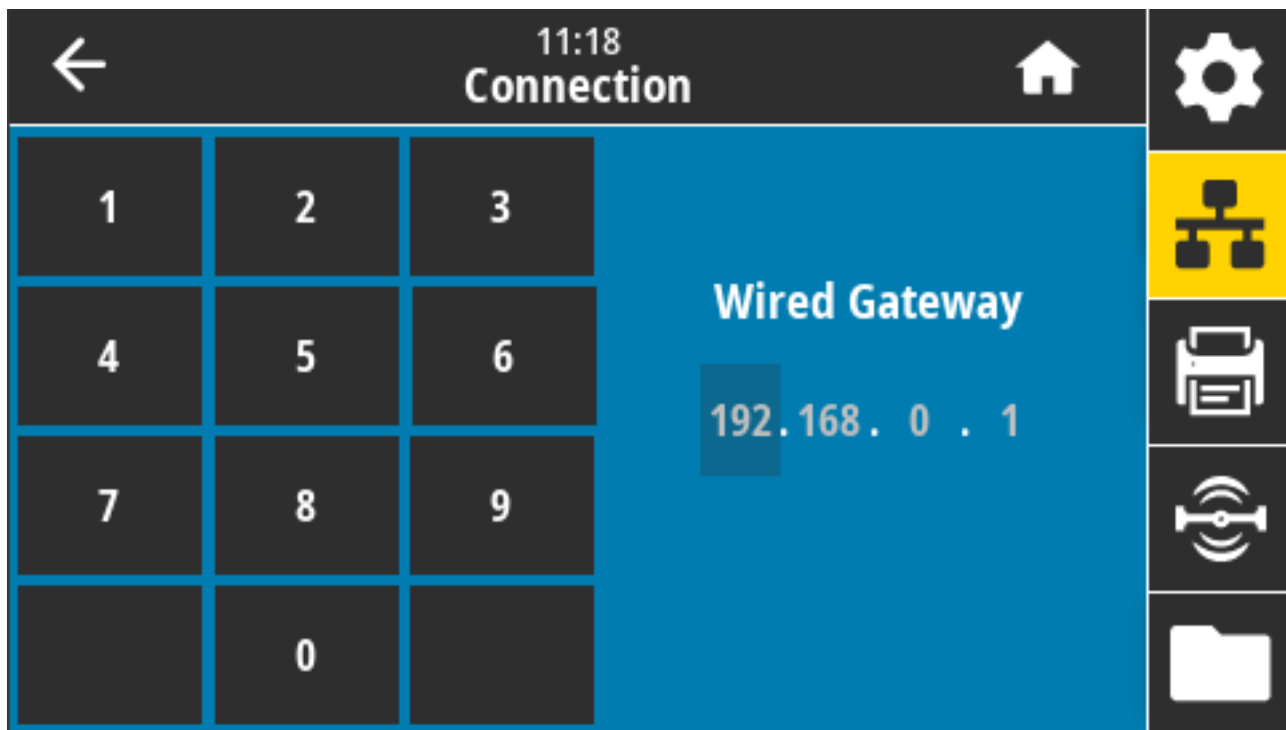 11:18
Connection
1 2 3
4 5 6
7 8 9
0
Wired Gateway
192.168. 0 . 1